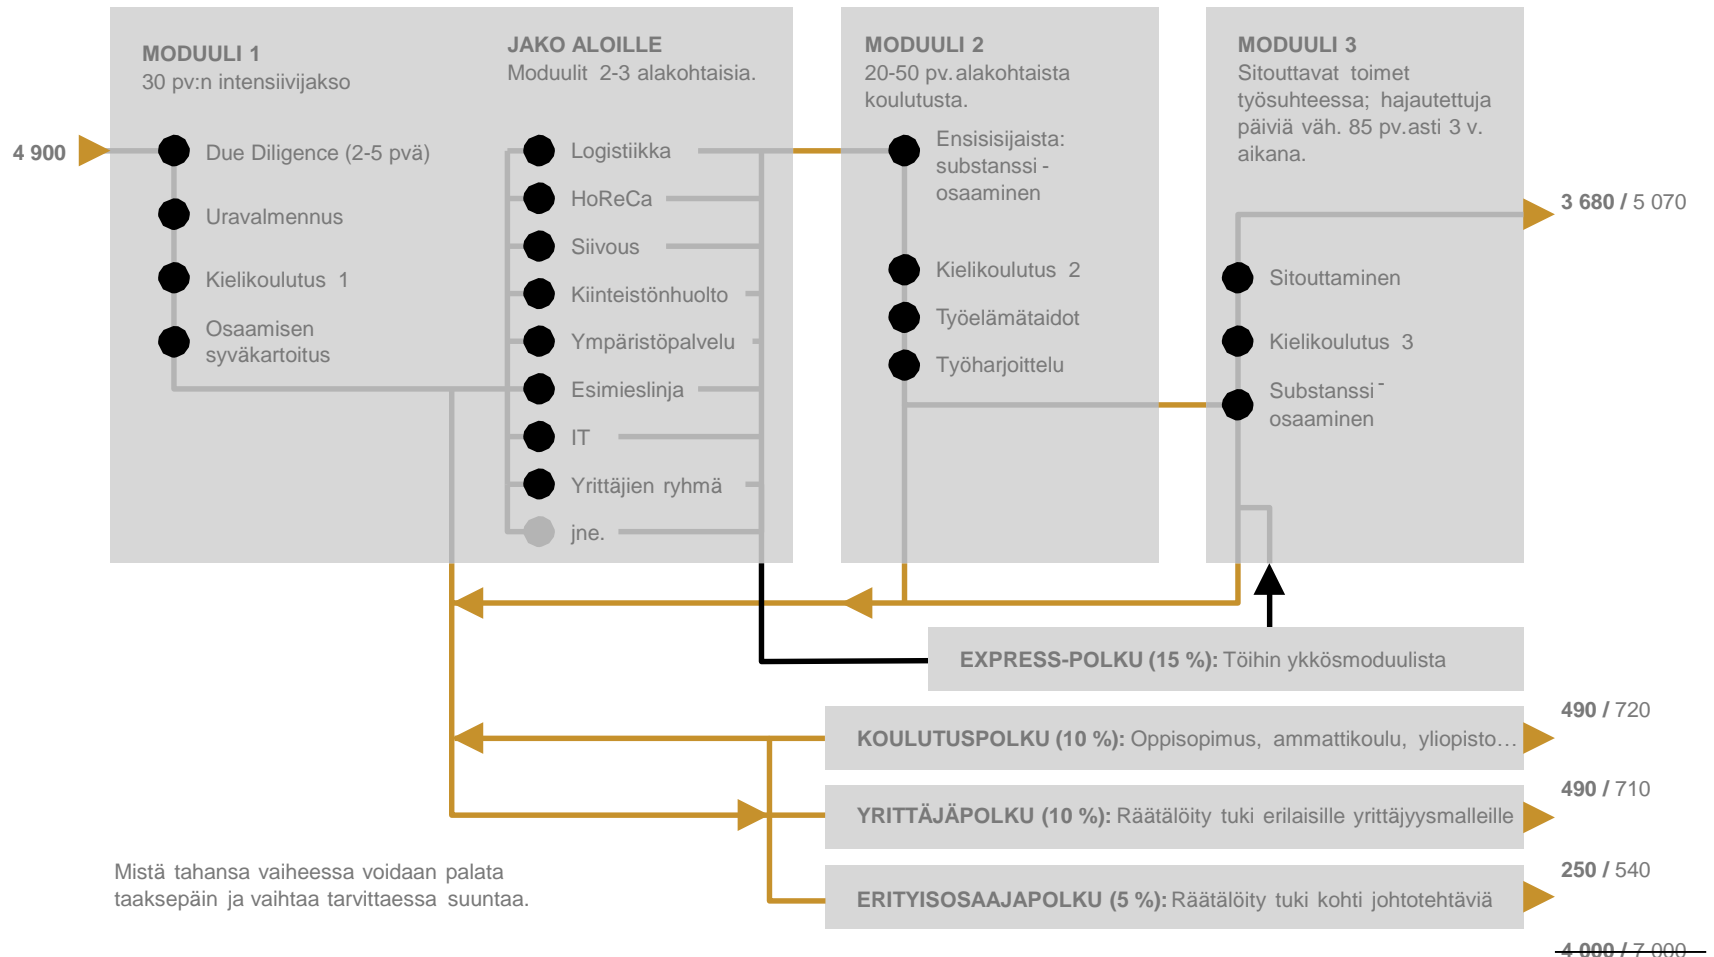 MODUULI 1
30 pv:n intensiivijakso
4 900
Due Diligence (2-5 pvä)
Uravalmennus
Kielikoulutus 1
Osaamisen
syväkartoitus
JAKO ALOILLE
Moduulit 2-3 alakohtaisia.
Logistiikka
HoReCa
Siivous
Kiinteistönhuolto
Ympäristöpalvelu
Esimieslinja
IT
Yrittäjien ryhmä
jne.
MODUULI 2
20-50 pv. alakohtaista
koulutusta.
Ensisisijaista:
substanssi-
osaaminen
Kielikoulutus 2
Työelämätaidot
Työharjoittelu
MODUULI 3
Sitouttavat toimet
työsuhteessa; hajautettuja
päiviä väh. 85 pv.asti 3 v.
aikana.
3 680 / 5 070
Sitouttaminen
Kielikoulutus 3
Substanssi-
osaaminen
EXPRESS-POLKU (15 %): Töihin ykkösmoduulista
490 / 720
KOULUTUSPOLKU (10 %): Oppisopimus, ammattikoulu, yliopisto…
490 / 710
YRITTÄJÄPOLKU (10 %): Räätälöity tuki erilaisille yrittäjyysmalleille
250 / 540
ERITYISOSAAJAPOLKU (5 %): Räätälöity tuki kohti johtotehtäviä
Mistä tahansa vaiheessa voidaan palata
taaksepäin ja vaihtaa tarvittaessa suuntaa.
4 000 / 7 000